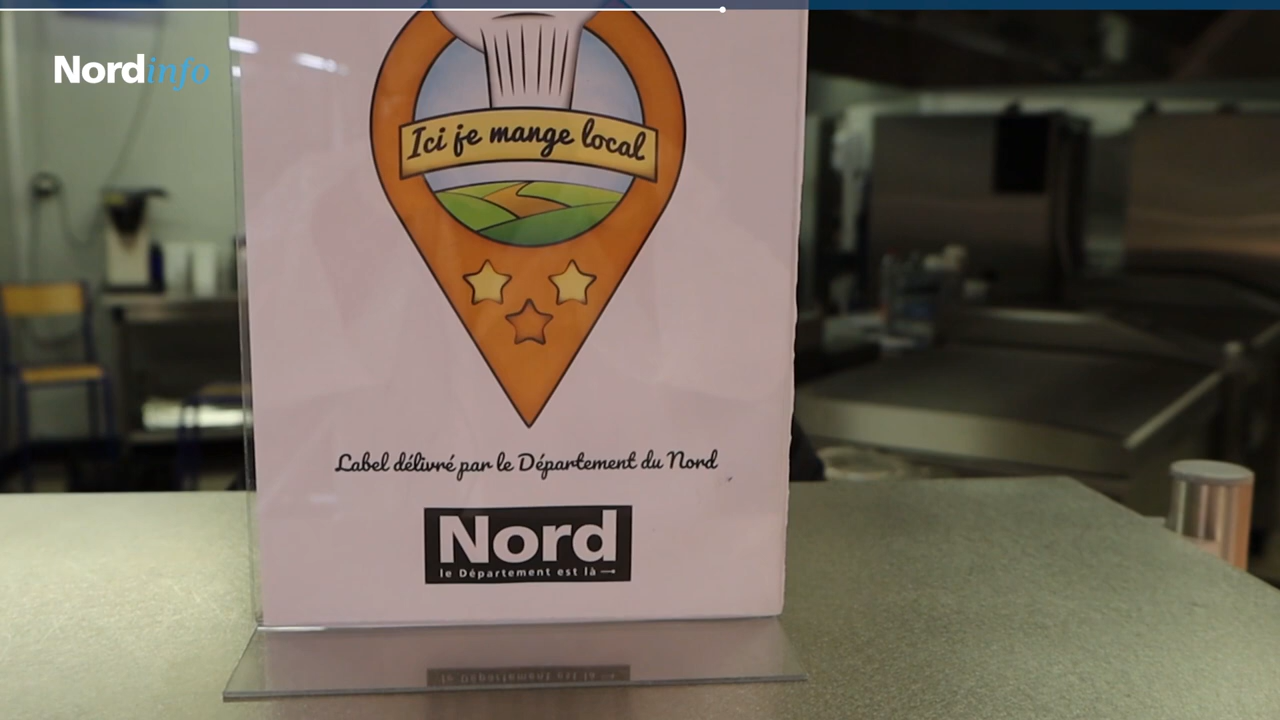 Nordinfo
Ici je mange local
Label délivré par le Département du Nord
Nord
le Département est là